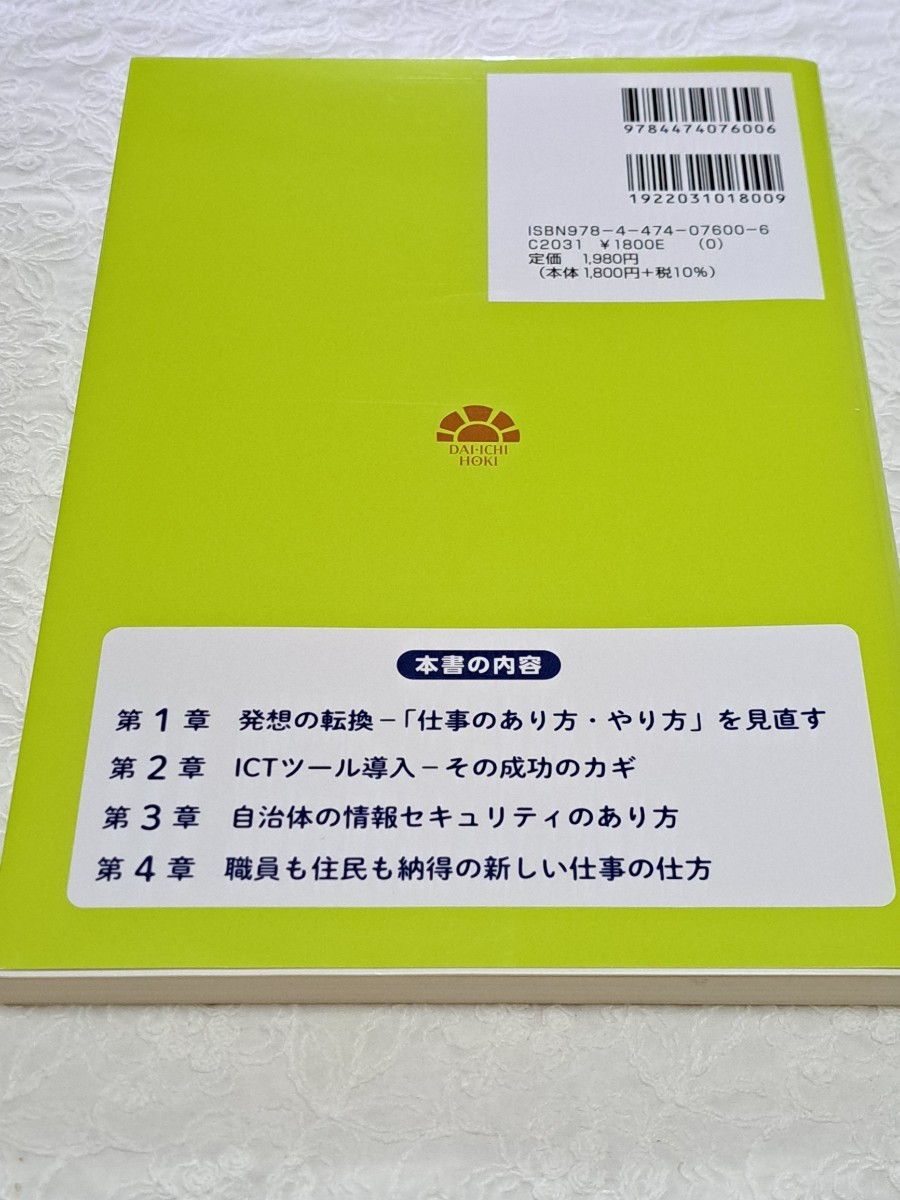 9784474076006
1922031018009
ISBN978-4-474-07600-6
C2031 ¥1800E (0)
定価 1,980円
(本体1,800円+税10%)
DAI-ICHI
HOKI
本書の内容
第1章 発想の転換-「仕事のあり方・やり方」を見直す
第2章 ICTツール導入-その成功のカギ
第3章 自治体の情報セキュリティのあり方
第4章 職員も住民も納得の新しい仕事の仕方